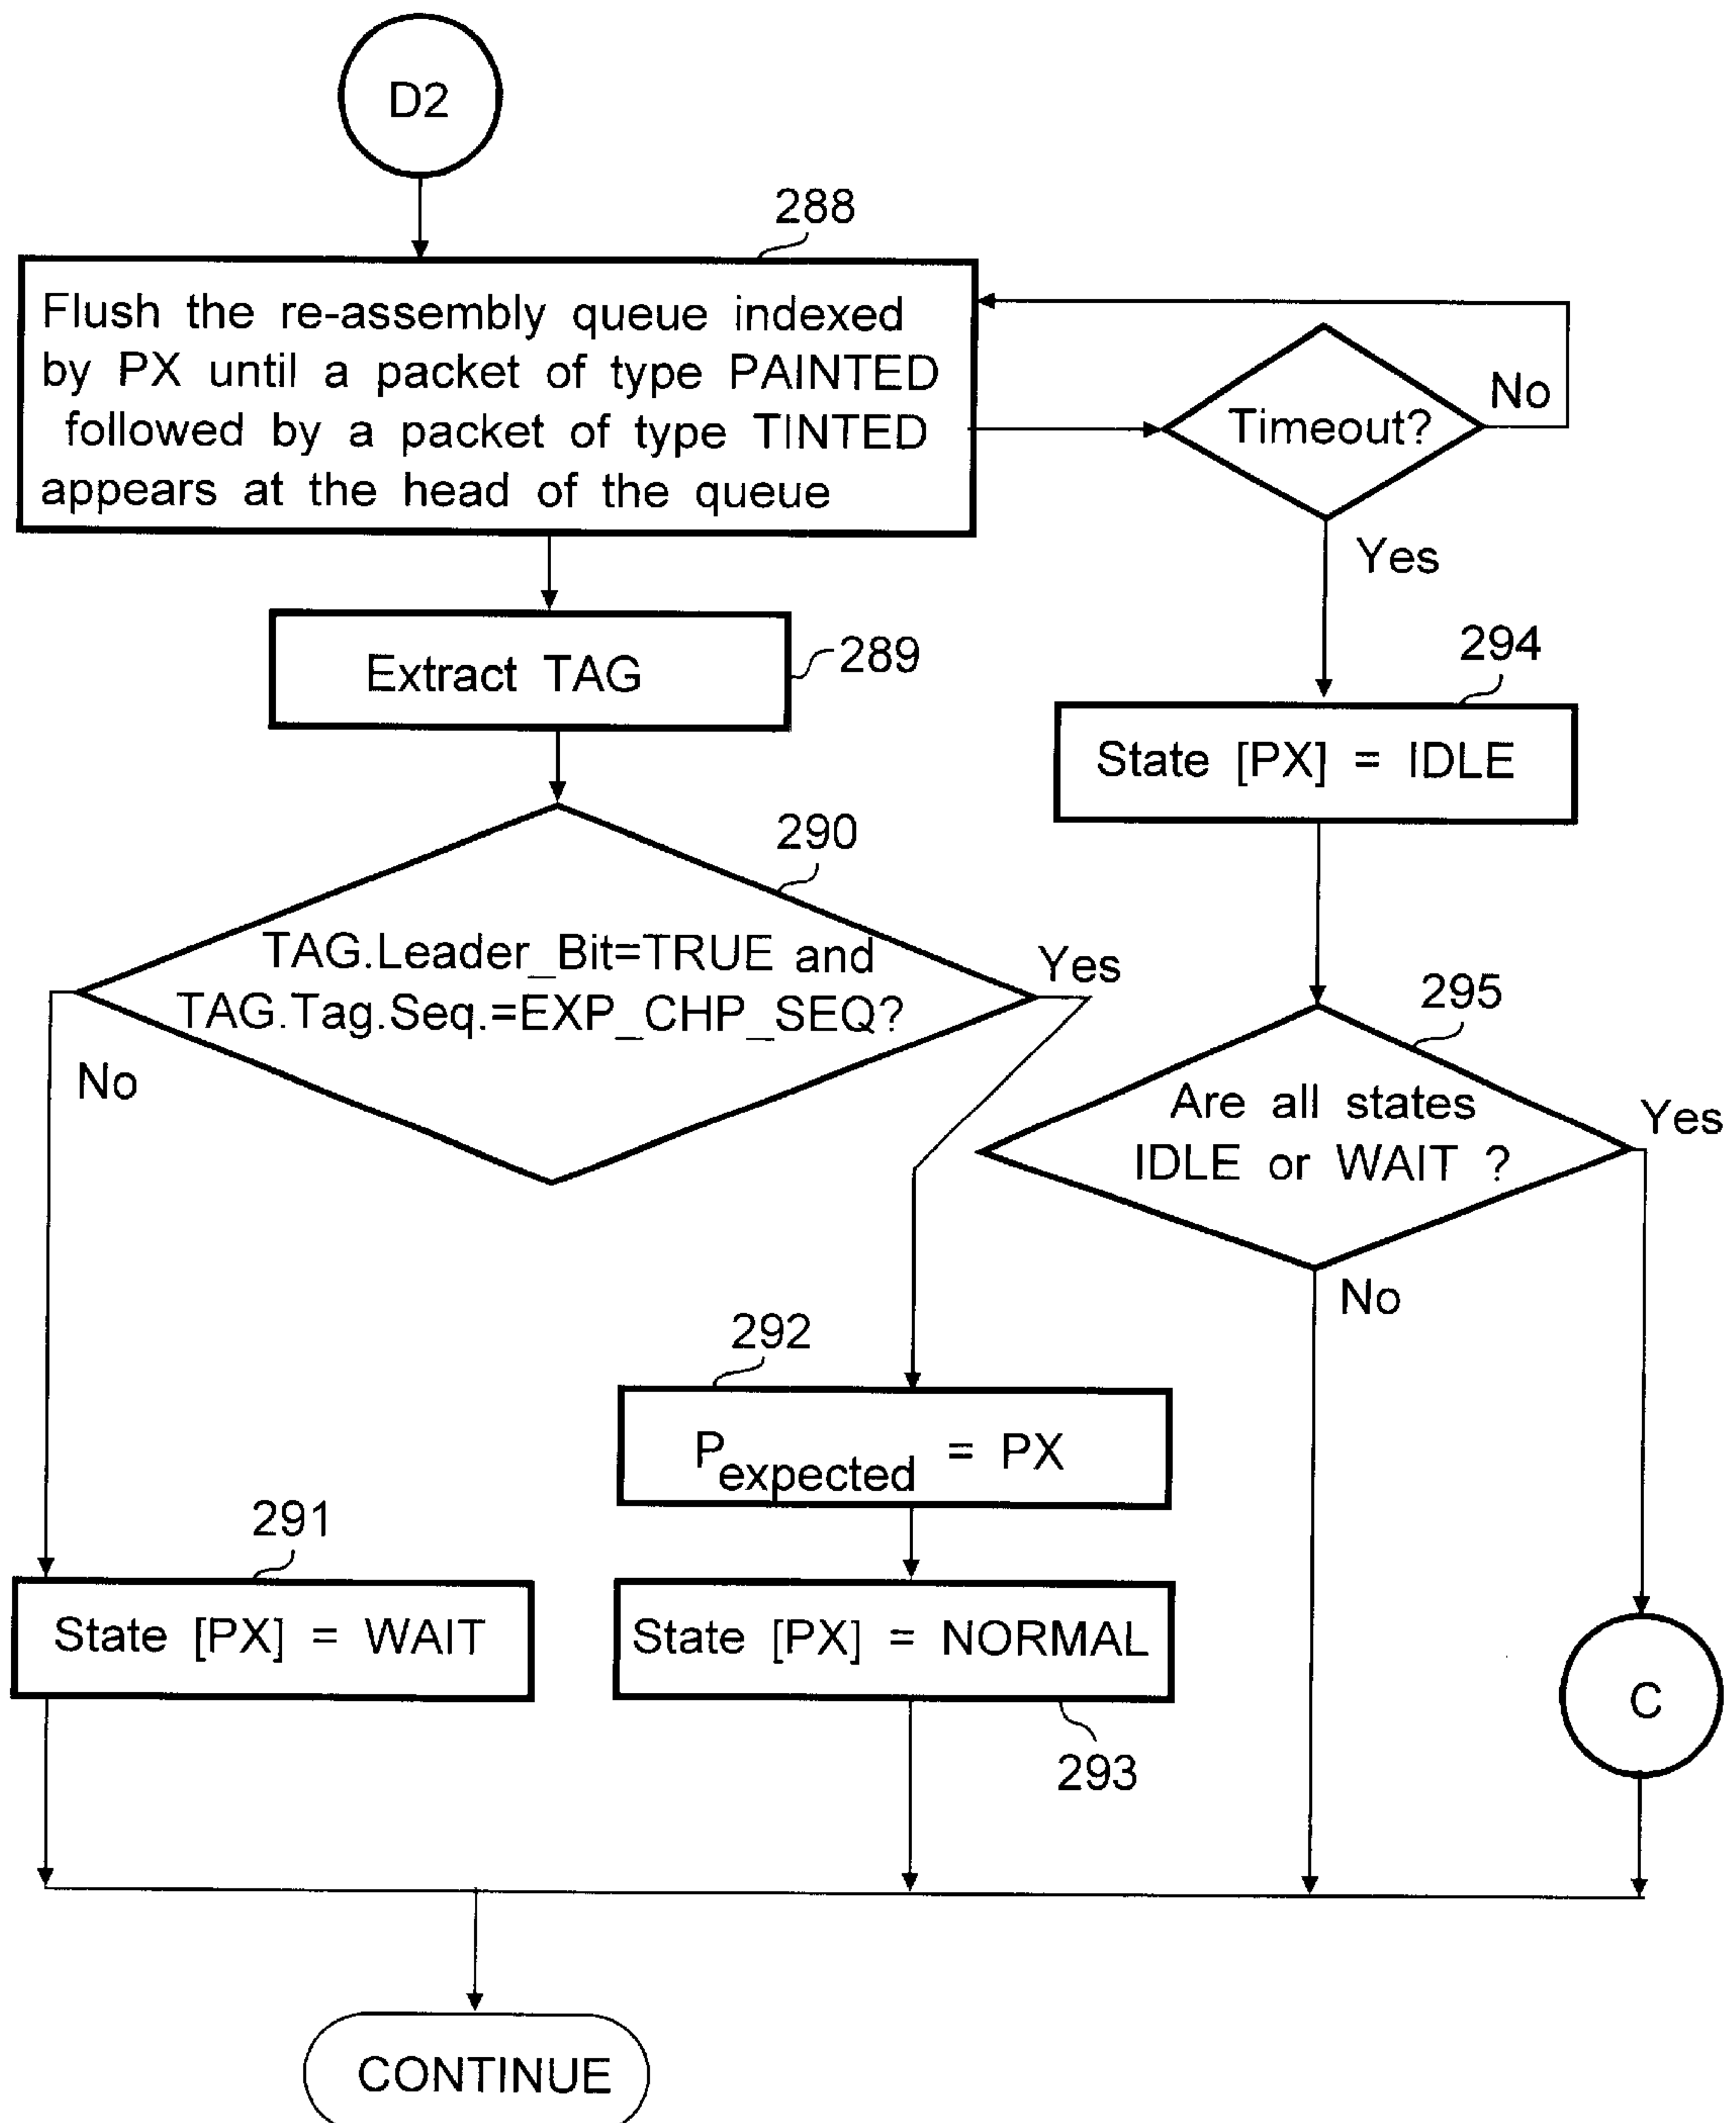 D2
288
Flush the re-assembly queue indexed
by PX until a packet of type PAINTED
followed by a packet of type TINTED
appears at the head of the queue
Timeout?
No
Yes
Extract TAG
289
294
State [PX] = IDLE
290
TAG.Leader_Bit=TRUE and
TAG.Tag.Seq.=EXP_CHP_SEQ?
Yes
No
295
Are all states
IDLE or WAIT ?
Yes
No
292
Pexpected = PX
291
State [PX] = WAIT
State [PX] = NORMAL
293
C
CONTINUE